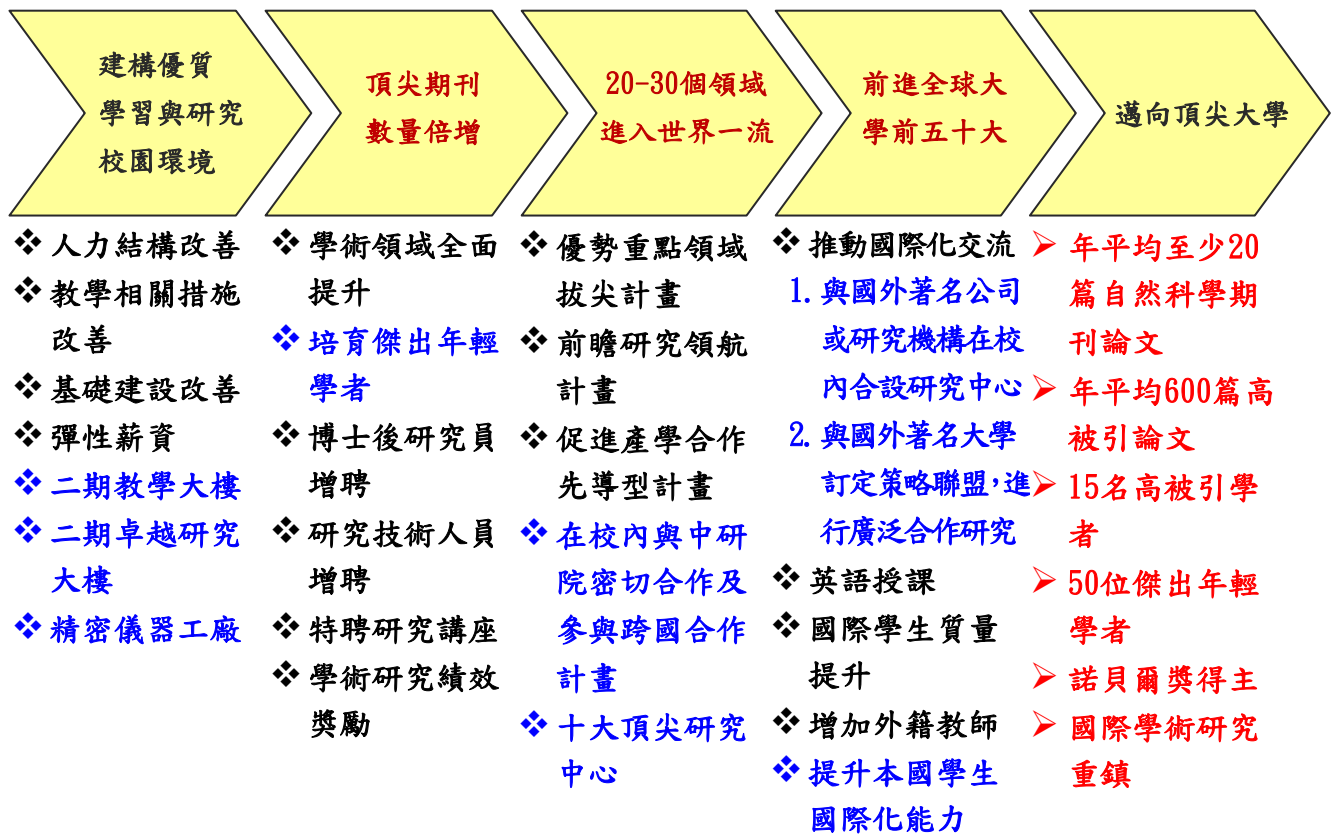 建構優質
學習與研究
校園環境
頂尖期刊
數量倍增
20-30個領域
進入世界一流
前進全球大
學前五十大
邁向頂尖大學
❖ 人力結構改善
❖ 教學相關措施
改善
❖ 基礎建設改善
❖ 彈性薪資
❖ 二期教學大樓
❖ 二期卓越研究
大樓
❖ 精密儀器工廠
❖ 學術領域全面
提升
❖ 培育傑出年輕
學者
❖ 博士後研究員
增聘
❖ 研究技術人員
增聘
❖ 特聘研究講座
❖ 學術研究績效
獎勵
❖ 優勢重點領域
拔尖計畫
❖ 前瞻研究領航
計畫
❖ 促進產學合作
先導型計畫
❖ 在校內與中研
院密切合作及
參與跨國合作
計畫
❖ 十大頂尖研究
中心
❖ 推動國際化交流
1. 與國外著名公司
或研究機構在校
內合設研究中心
2. 與國外著名大學
訂定策略聯盟，進
行廣泛合作研究
❖ 英語授課
❖ 國際學生質量
提升
❖ 增加外籍教師
❖ 提升本國學生
國際化能力
➢ 年平均至少20
篇自然科學期
刊論文
➢ 年平均600篇高
被引論文
➢ 15名高被引學
者
➢ 50位傑出年輕
學者
➢ 諾貝爾獎得主
➢ 國際學術研究
重鎮